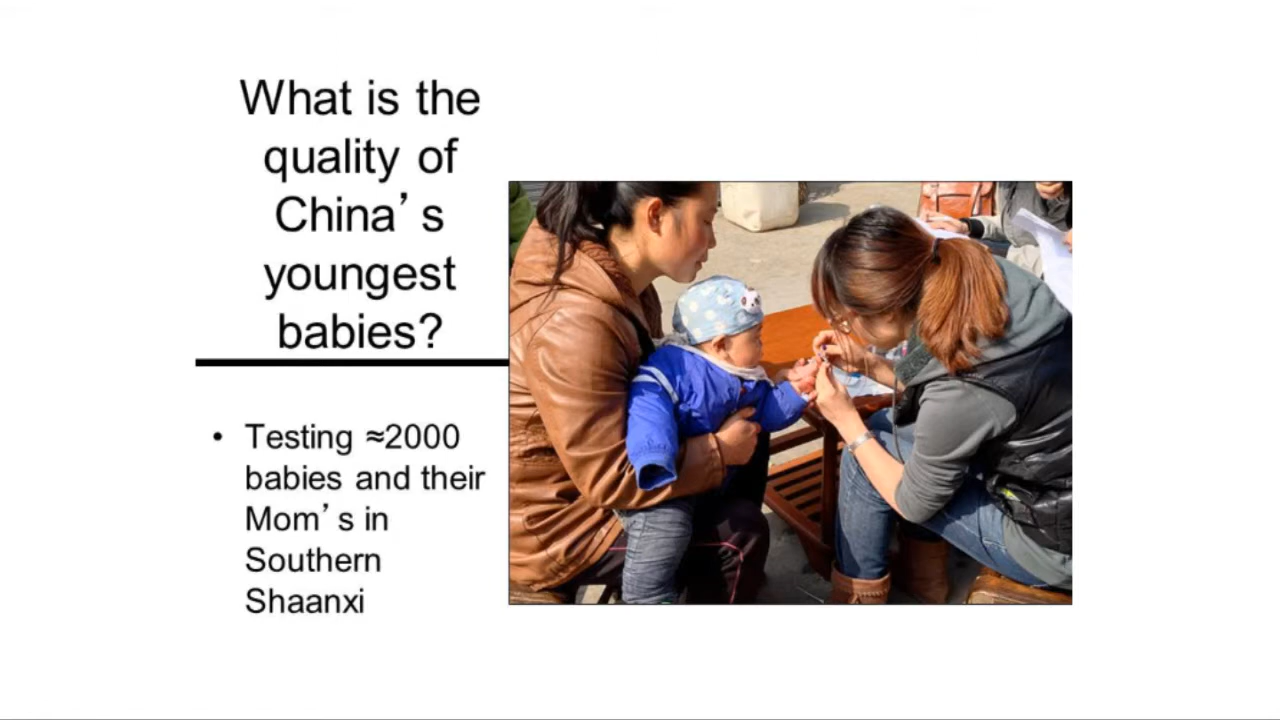 What is the
quality of
China’s
youngest
babies?
• Testing ≈2000
babies and their
Mom’s in
Southern
Shaanxi